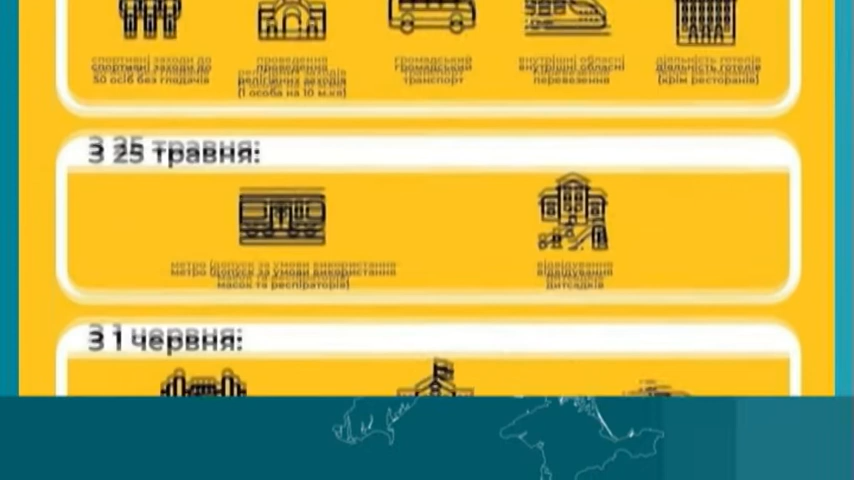 спортивні заходи до
50 осіб без глядачів
проведення
релігійних заходів
(1 особа на 10 м.кв)
громадський
транспорт
внутрішні обласні
перевезення
діяльність готелів
(крім ресторанів)
З 25 травня:
метро (допуск за умови використання
масок та респіраторів)
відвідування
дитсадків
З 1 червня: